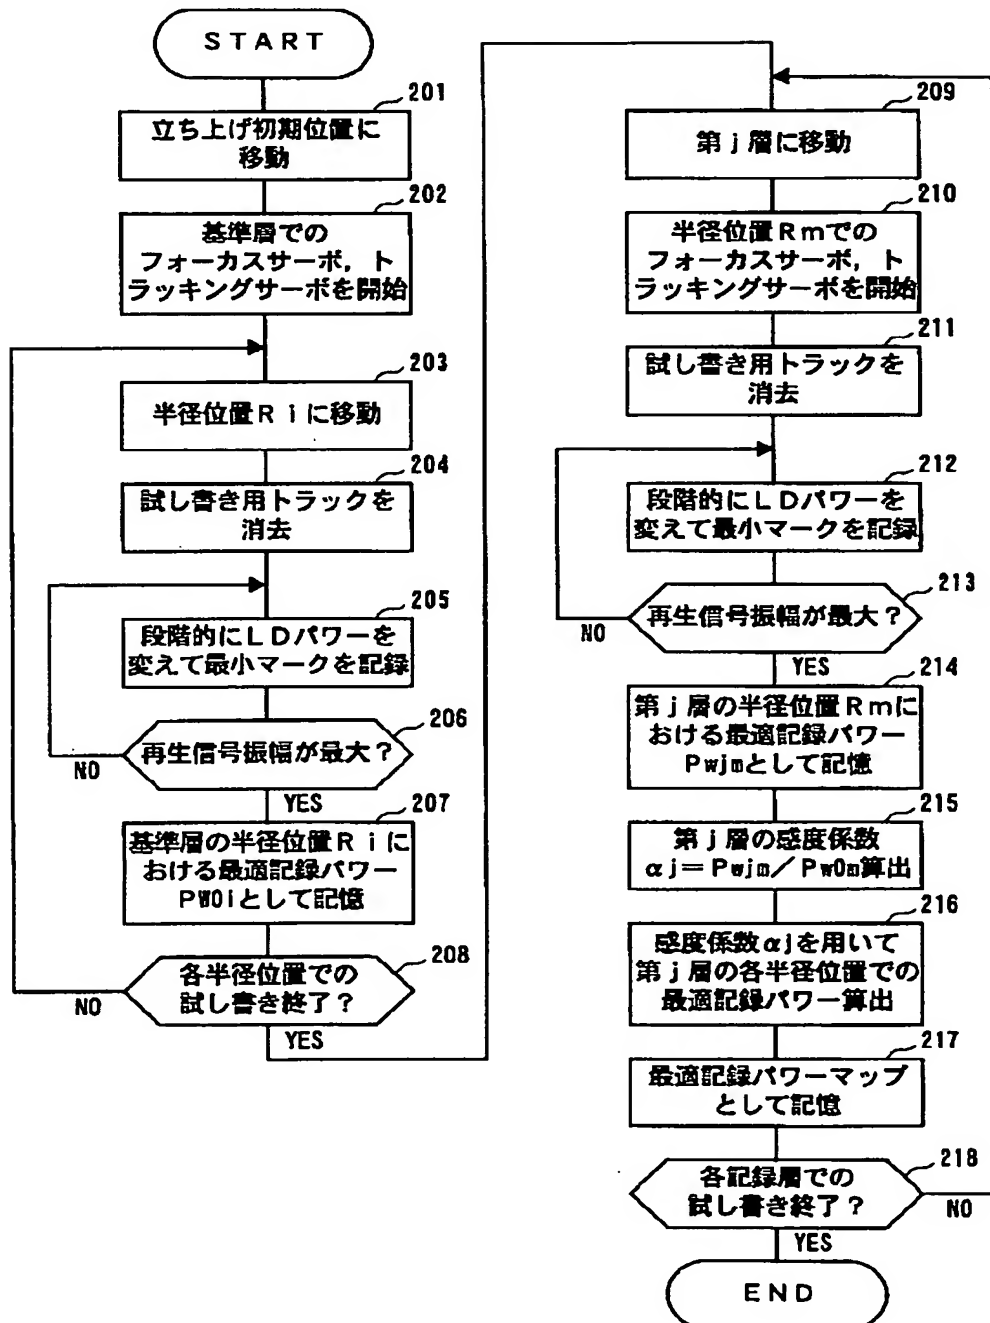 START
201
立ち上げ初期位置に
移動
202
基準層での
フォーカスサーボ，ト
ラッキングサーボを開始
203
半径位置Ｒｉに移動
204
試し書き用トラックを
消去
205
段階的にＬＤパワーを
変えて最小マークを記録
206
再生信号振幅が最大？
NO
YES
207
基準層の半径位置Ｒｉに
おける最適記録パワー
PW0iとして記憶
208
各半径位置での
試し書き終了？
NO
YES
209
第ｊ層に移動
210
半径位置Ｒｍでの
フォーカスサーボ，ト
ラッキングサーボを開始
211
試し書き用トラックを
消去
212
段階的にＬＤパワーを
変えて最小マークを記録
213
再生信号振幅が最大？
NO
YES
214
第ｊ層の半径位置Ｒｍに
おける最適記録パワー
Pwjmとして記憶
215
第ｊ層の感度係数
αｊ＝Pwjm／Pw0m算出
216
感度係数αｊを用いて
第ｊ層の各半径位置での
最適記録パワー算出
217
最適記録パワーマップ
として記憶
218
各記録層での
試し書き終了？
NO
YES
END